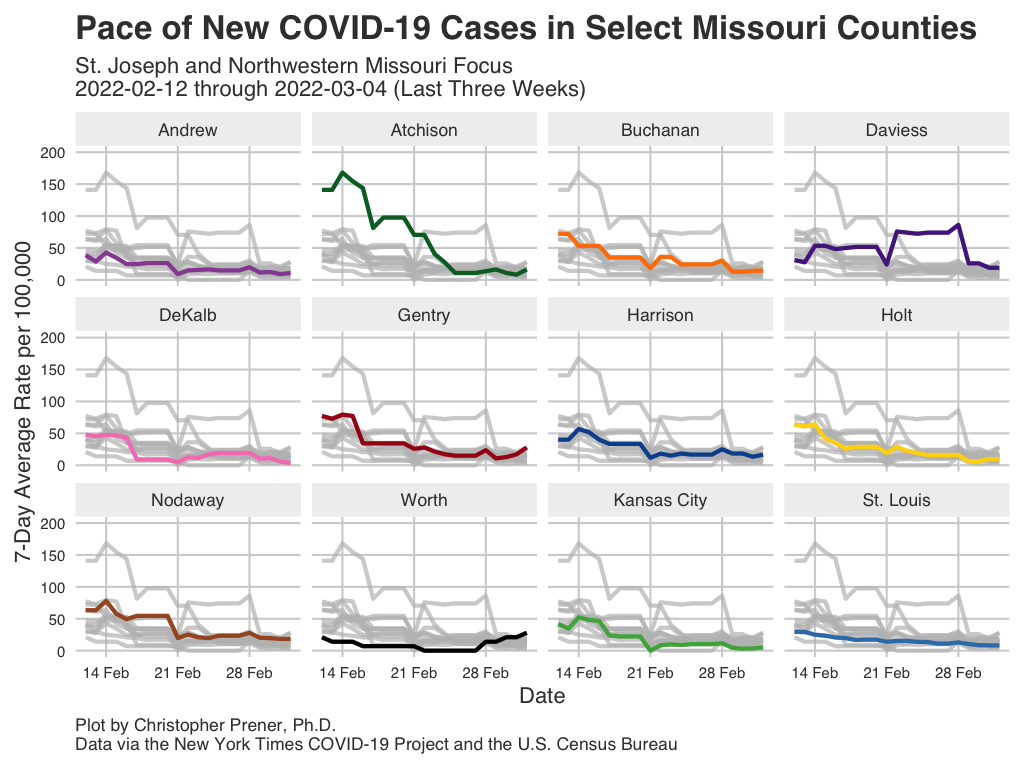 Pace of New COVID-19 Cases in Select Missouri Counties
St. Joseph and Northwestern Missouri Focus
2022-02-12 through 2022-03-04 (Last Three Weeks)
7-Day Average Rate per 100,000
Andrew Atchison Buchanan Daviess
200
150
100
50
0
DeKalb Gentry Harrison Holt
200
150
100
50
0
Nodaway Worth Kansas City St. Louis
200
150
100
50
0
14 Feb 21 Feb 28 Feb 14 Feb 21 Feb 28 Feb 14 Feb 21 Feb 28 Feb 14 Feb 21 Feb 28 Feb
Date
Plot by Christopher Prener, Ph.D.
Data via the New York Times COVID-19 Project and the U.S. Census Bureau